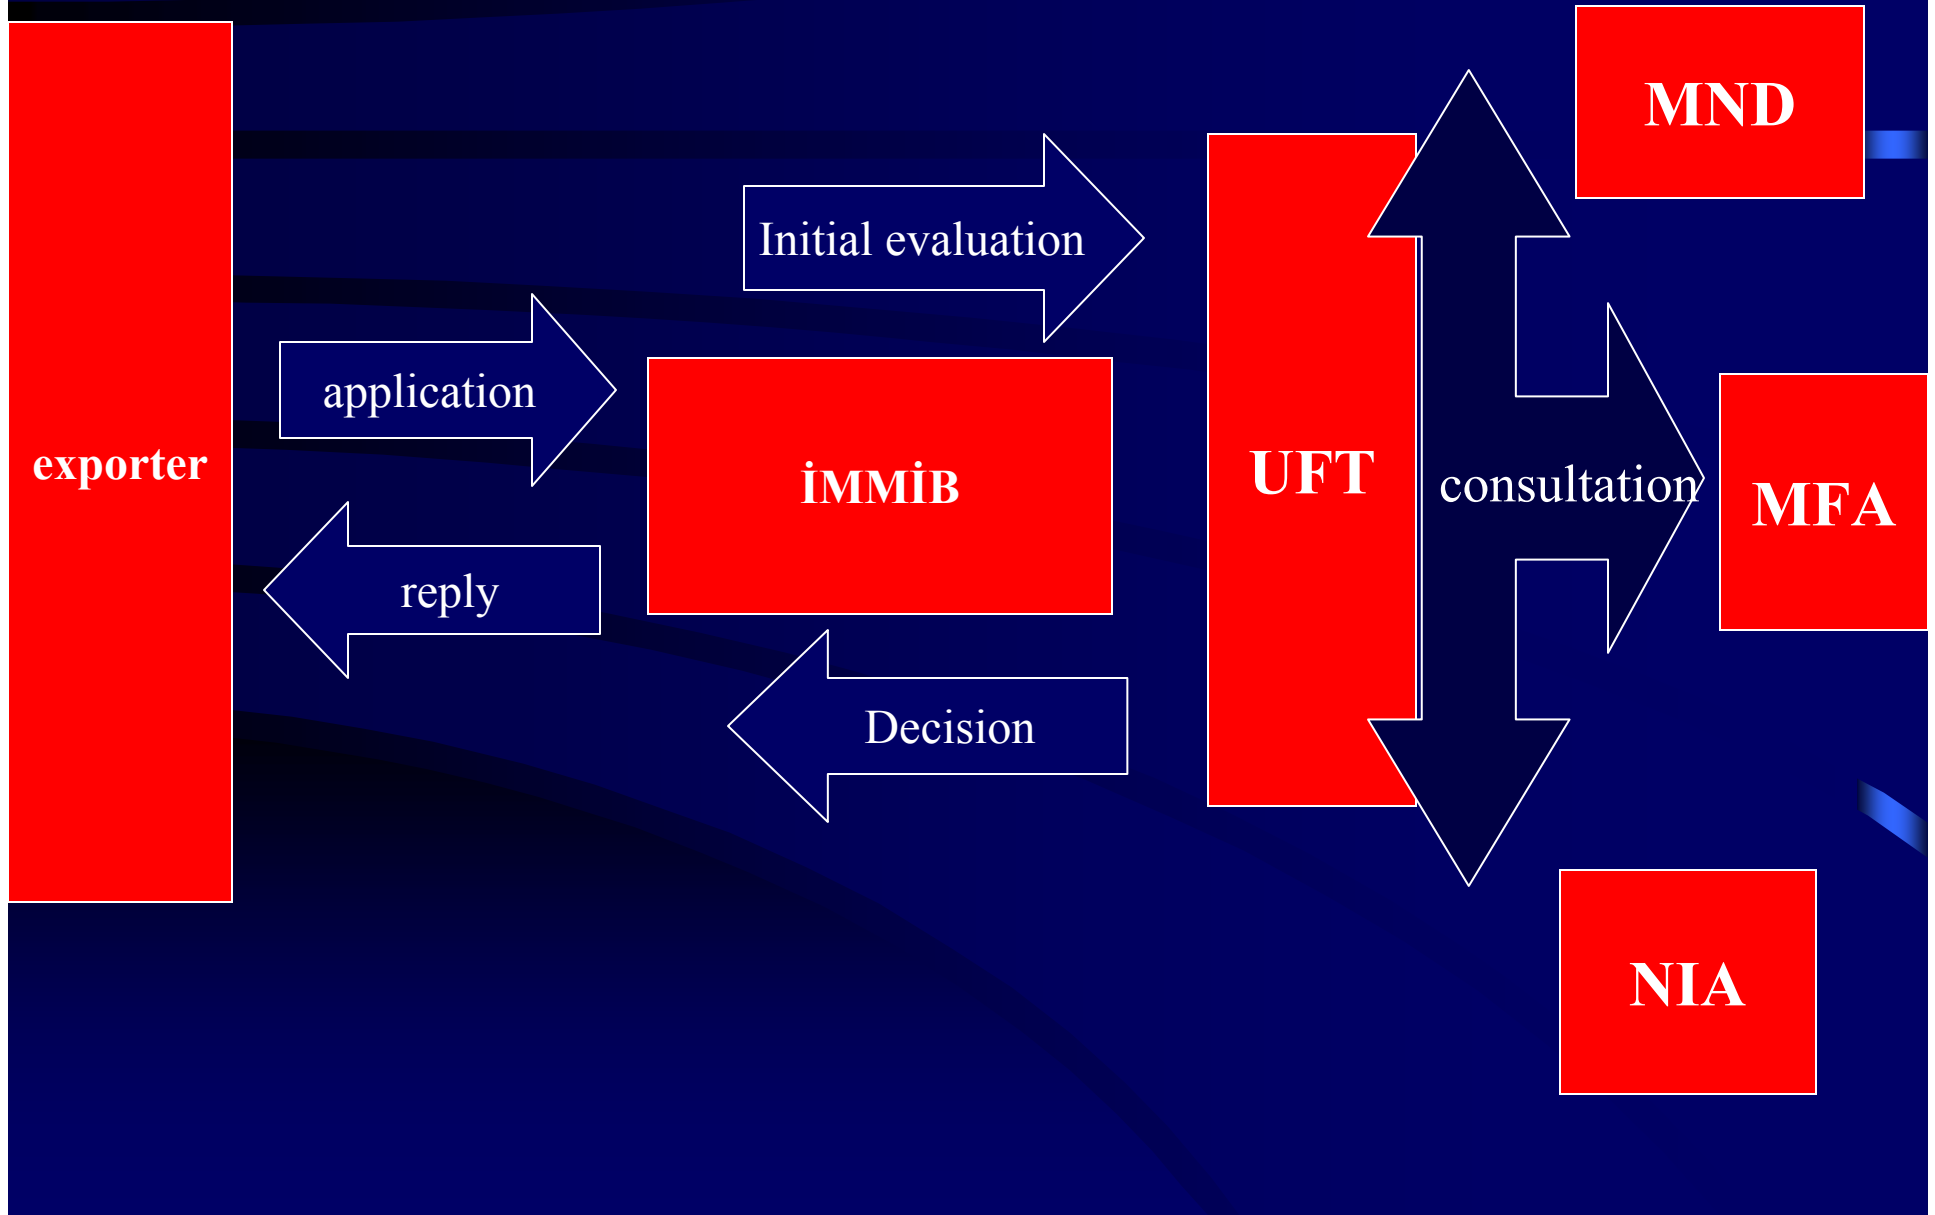 MND
Initial evaluation
application
exporter
İMMİB
UFT
consultation
MFA
reply
Decision
NIA